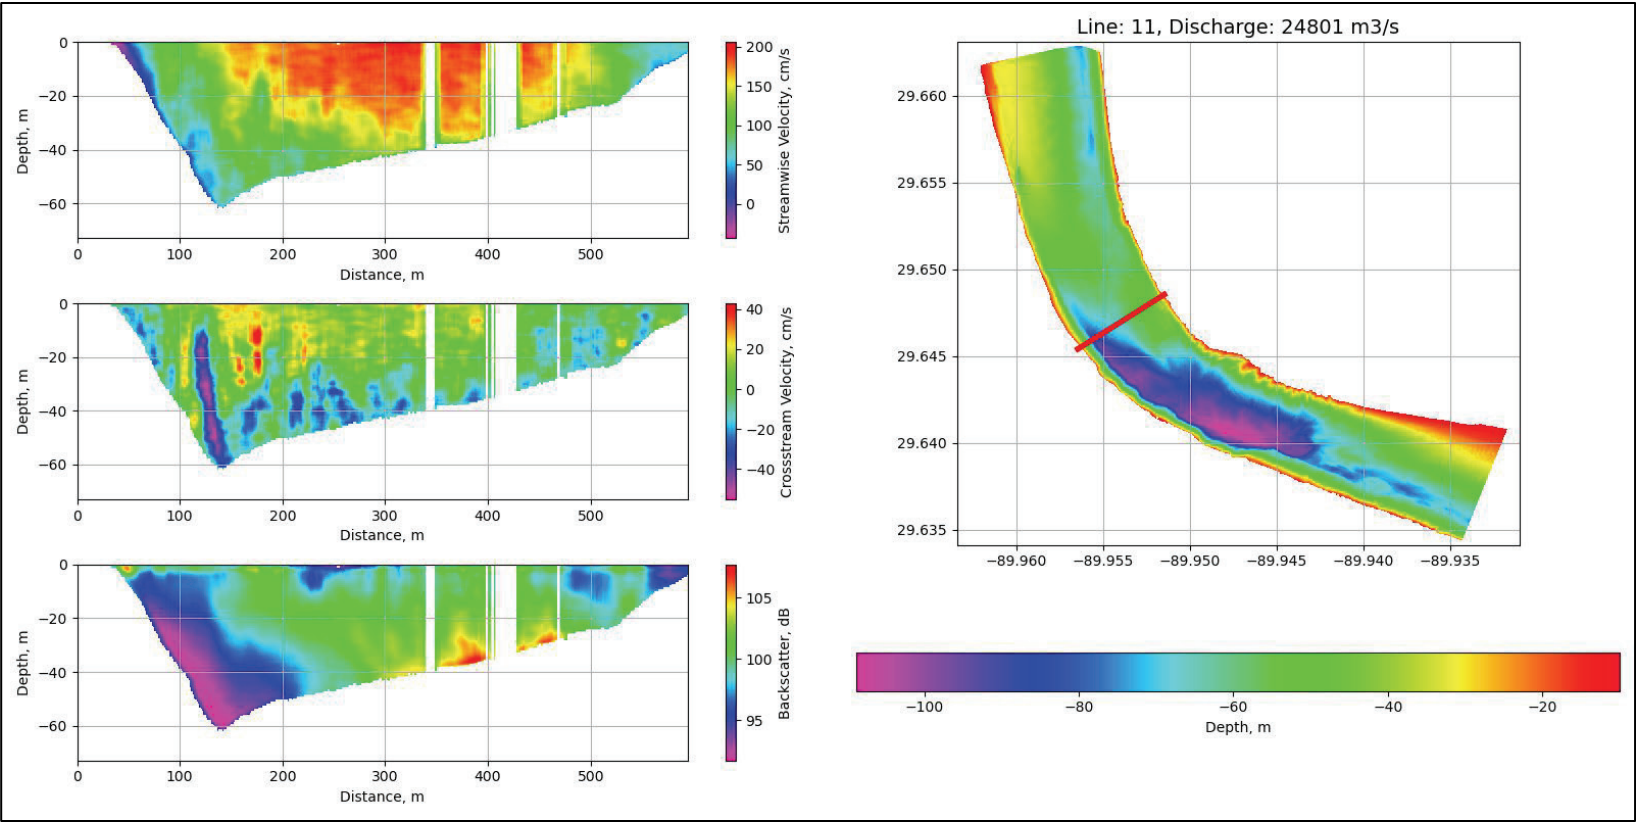 0
−20
−40
−60
Depth, m
0 100 200 300 400 500
Distance, m
200
150
100
50
0
Streamwise Velocity, cm/s
0
−20
−40
−60
Depth, m
0 100 200 300 400 500
Distance, m
40
20
0
−20
−40
Crossstream Velocity, cm/s
0
−20
−40
−60
Depth, m
0 100 200 300 400 500
Distance, m
105
100
95
Backscatter, dB
Line: 11, Discharge: 24801 m3/s
29.660
29.655
29.650
29.645
29.640
29.635
−89.960 −89.955 −89.950 −89.945 −89.940 −89.935
−100 −80 −60 −40 −20
Depth, m